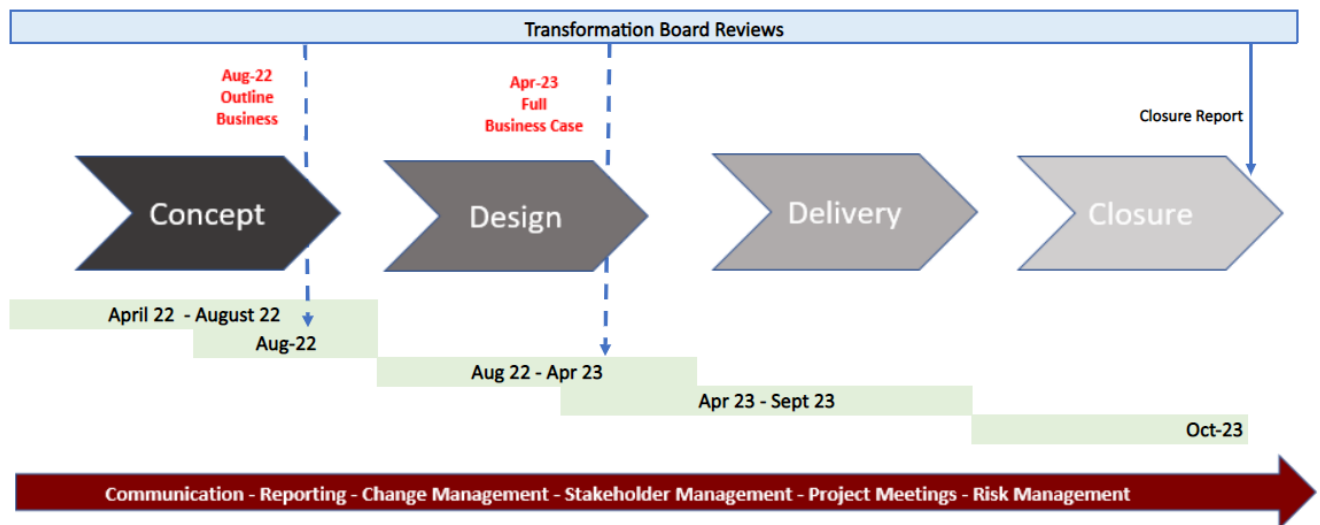 Transformation Board Reviews
Aug-22
Outline
Business
Apr-23
Full
Business Case
Closure Report
Concept
Design
Delivery
Closure
April 22 - August 22
Aug-22
Aug 22 - Apr 23
Apr 23 - Sept 23
Oct-23
Communication - Reporting - Change Management - Stakeholder Management - Project Meetings - Risk Management